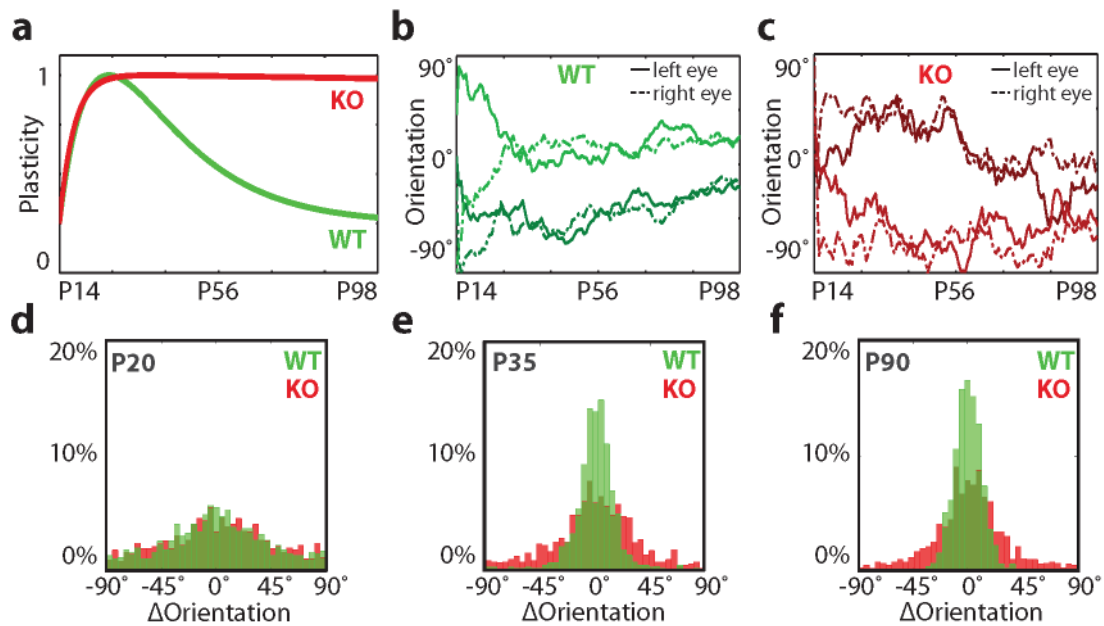 a
1
Plasticity
0
KO
WT
P14 P56 P98
b
90°
0°
-90°
Orientation
WT
left eye
right eye
P14 P56 P98
c
90°
0°
-90°
Orientation
KO
left eye
right eye
P14 P56 P98
d
20%
10%
0%
P20
WT
KO
-90° -45° 0° 45° 90°
ΔOrientation
e
20%
10%
0%
P35
WT
KO
-90° -45 0° 45° 90°
ΔOrientation
f
20%
10%
0%
P90
WT
KO
-90° -45 0° 45° 90°
ΔOrientation